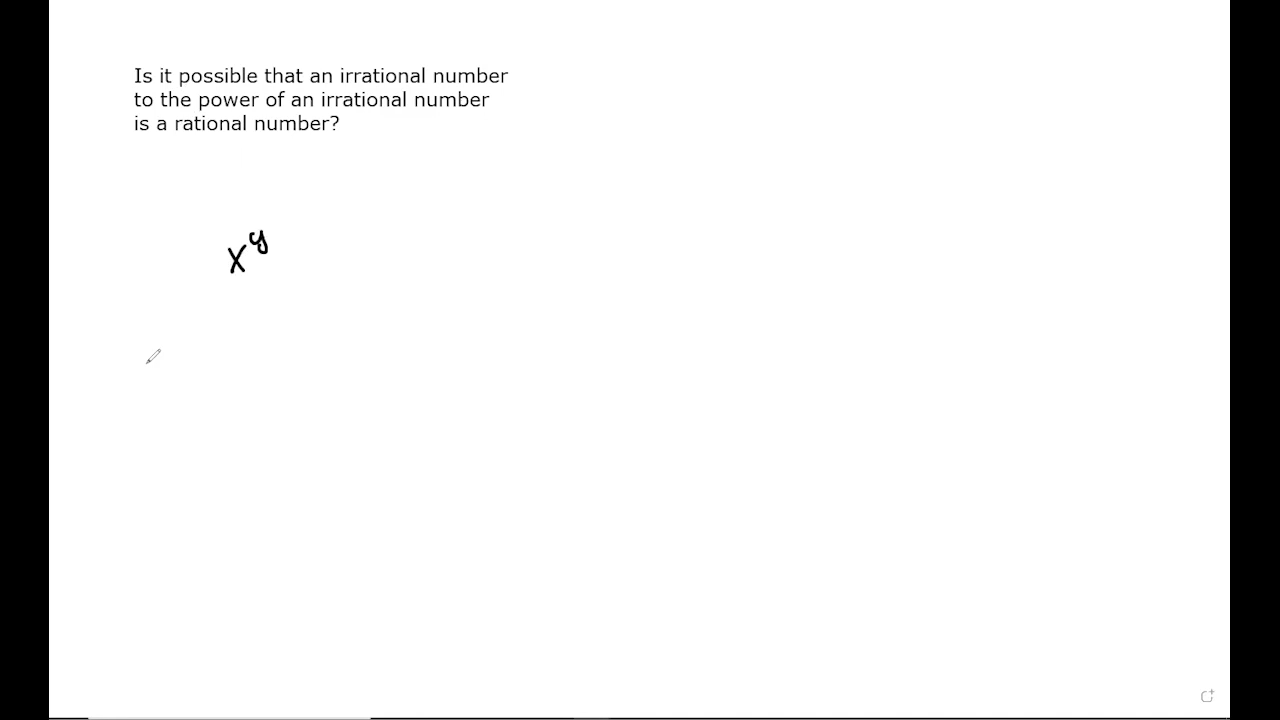 Is it possible that an irrational number
to the power of an irrational number
is a rational number?
x^y